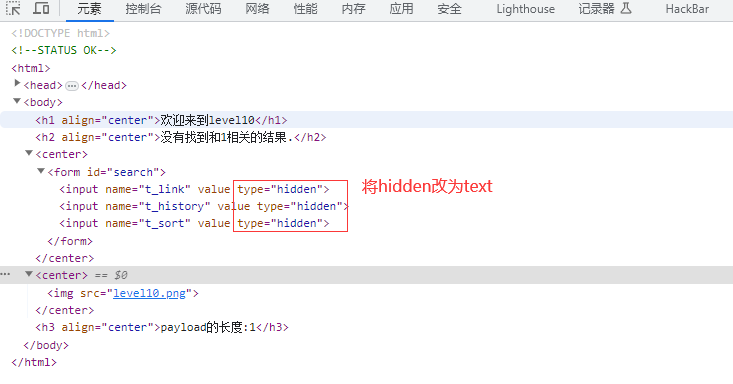 元素 控制台 源代码 网络 性能 内存 应用 安全 Lighthouse 记录器 HackBar
<!DOCTYPE html>
<!--STATUS OK-->
<html>
<head> ⋯ </head>
<body>
<h1 align="center">欢迎来到level10</h1>
<h2 align="center">没有找到和1相关的结果.</h2>
<center>
<form id="search">
<input name="t_link" value type="hidden">
将hidden改为text
<input name="t_history" value type="hidden">
<input name="t_sort" value type="hidden">
</form>
</center>
<center> == $0
<img src="level10.png">
</center>
<h3 align="center">payload的长度:1</h3>
</body>
</html>